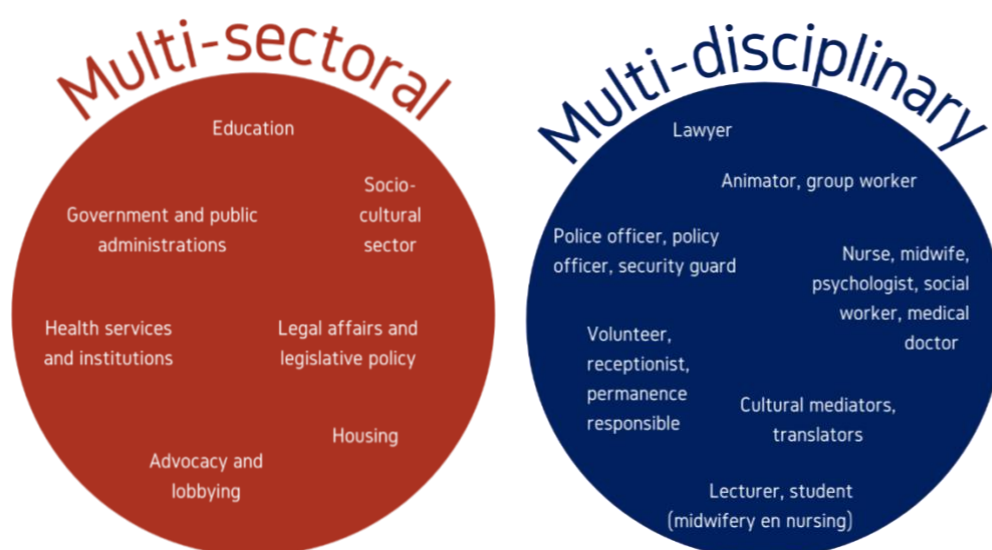 Multi-sectoral
Education
Socio-
cultural
sector
Government and public
administrations
Health services
and institutions
Legal affairs and
legislative policy
Housing
Advocacy and
lobbying
Multi-disciplinary
Lawyer
Animator, group worker
Police officer, policy
officer, security guard
Nurse, midwife,
psychologist, social
worker, medical
doctor
Volunteer,
receptionist,
permanence
responsible
Cultural mediators,
translators
Lecturer, student
(midwifery en nursing)